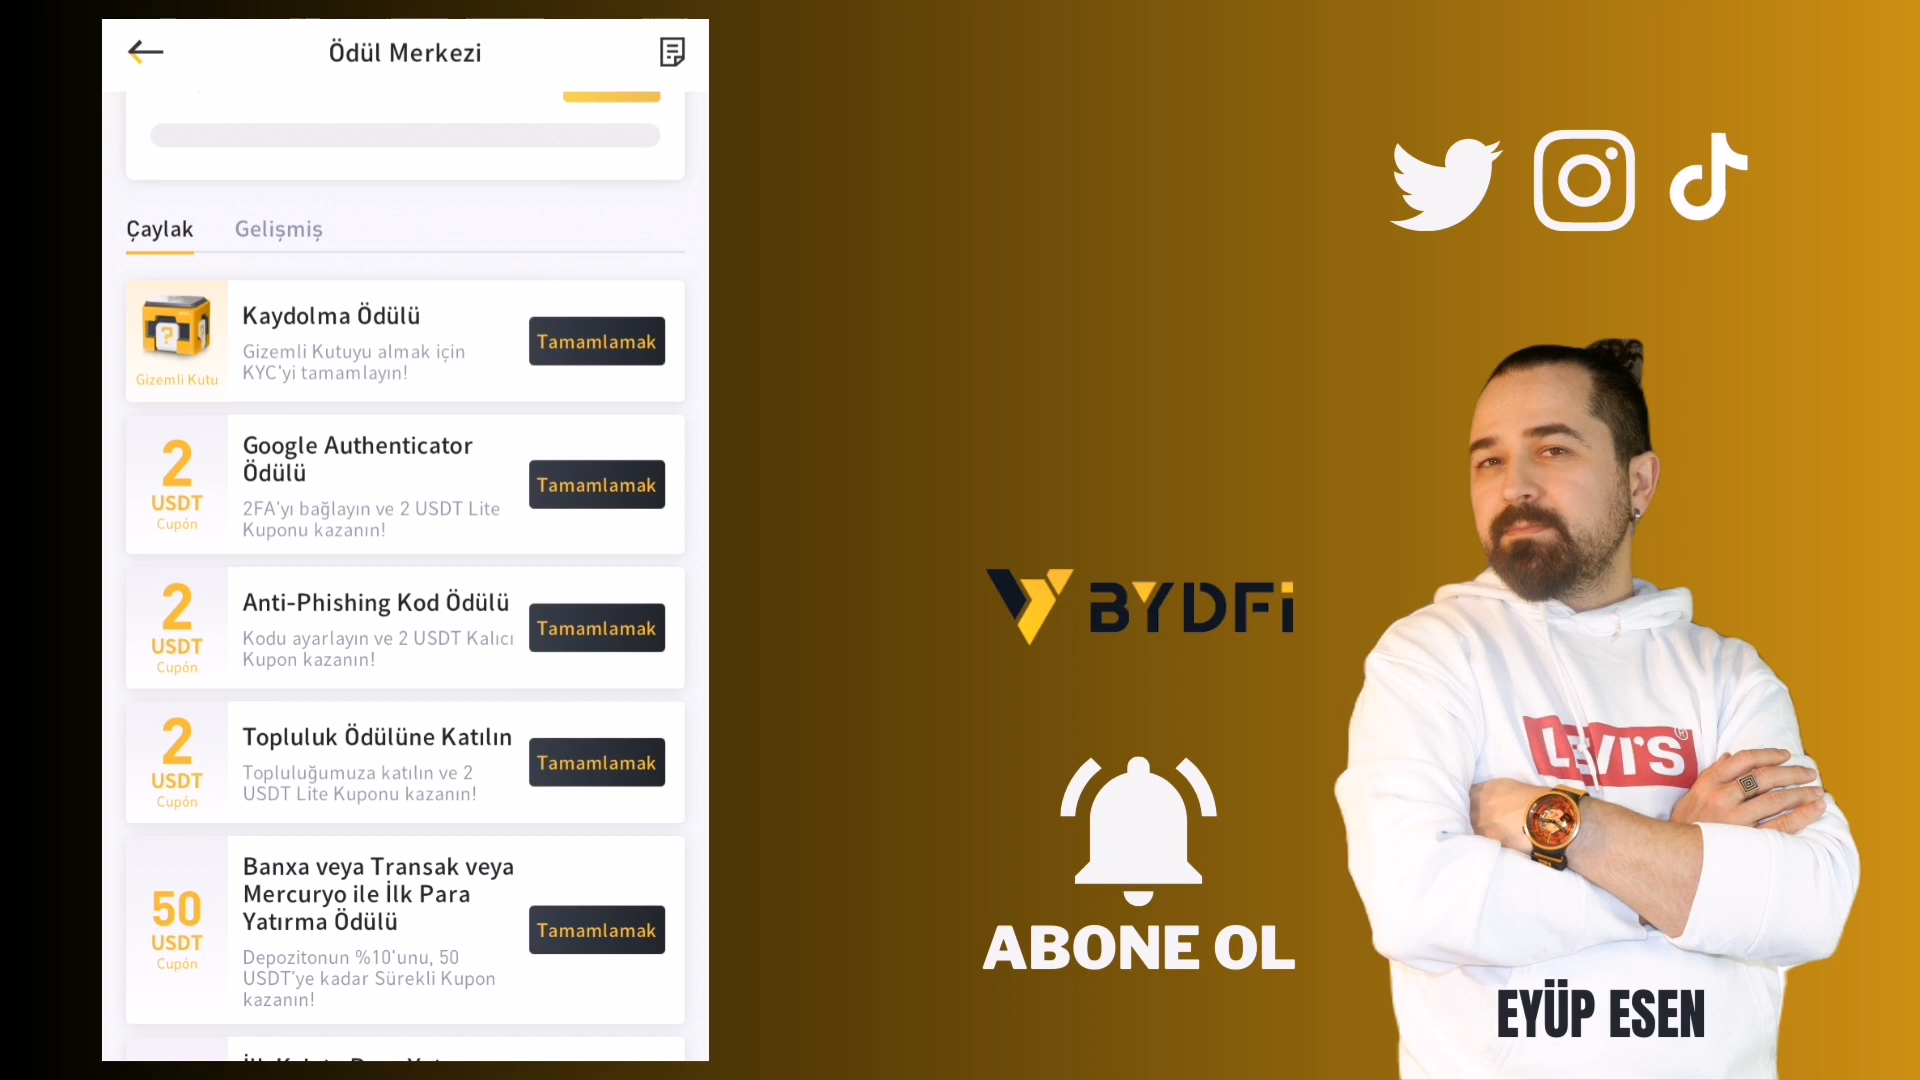 Ödül Merkezi
Çaylak
Gelişmiş
Gizemli Kutu
Kaydolma Ödülü
Gizemli Kutuyu almak için
KYC'yi tamamlayın!
Tamamlamak
2
USDT
Cupón
Google Authenticator
Ödülü
2FA'yı bağlayın ve 2 USDT Lite
Kuponu kazanın!
Tamamlamak
2
USDT
Cupón
Anti-Phishing Kod Ödülü
Kodu ayarlayın ve 2 USDT Kalıcı
Kupon kazanın!
Tamamlamak
2
USDT
Cupón
Topluluk Ödülüne Katılın
Topluluğumuza katılın ve 2
USDT Lite Kuponu kazanın!
Tamamlamak
50
USDT
Cupón
Banxa veya Transak veya
Mercuryo ile İlk Para
Yatırma Ödülü
Depozitonun %10'unu, 50
USDT'ye kadar Sürekli Kupon
kazanın!
Tamamlamak
BYDFi
ABONE OL
LEVI'S®
EYÜP ESEN